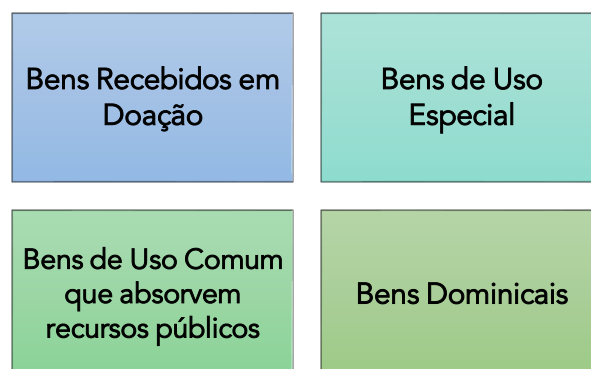 Bens Recebidos em
Doação
Bens de Uso
Especial
Bens de Uso Comum
que absorvem
recursos públicos
Bens Dominicais